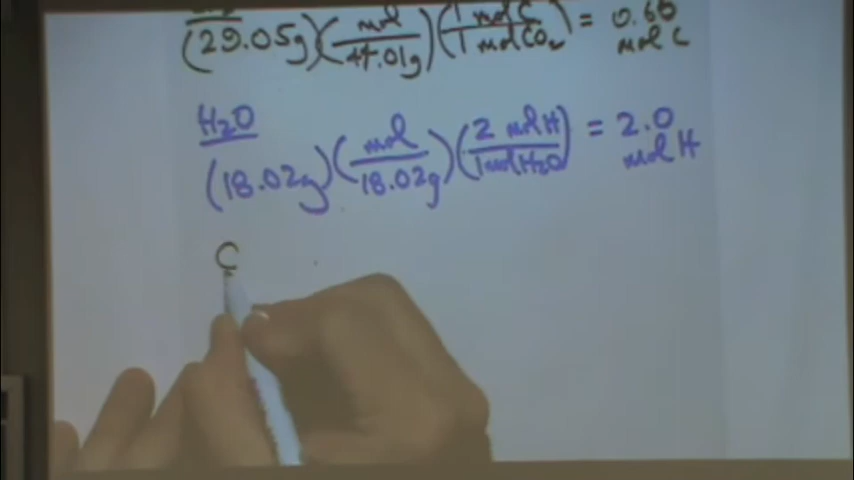 (29.05g)(mol/44.01g)(1 mol C/1 mol CO₂) = 0.66 mol C
H₂O
(18.02g)(mol/18.02g)(2 mol H/1 mol H₂O) = 2.0 mol H
C